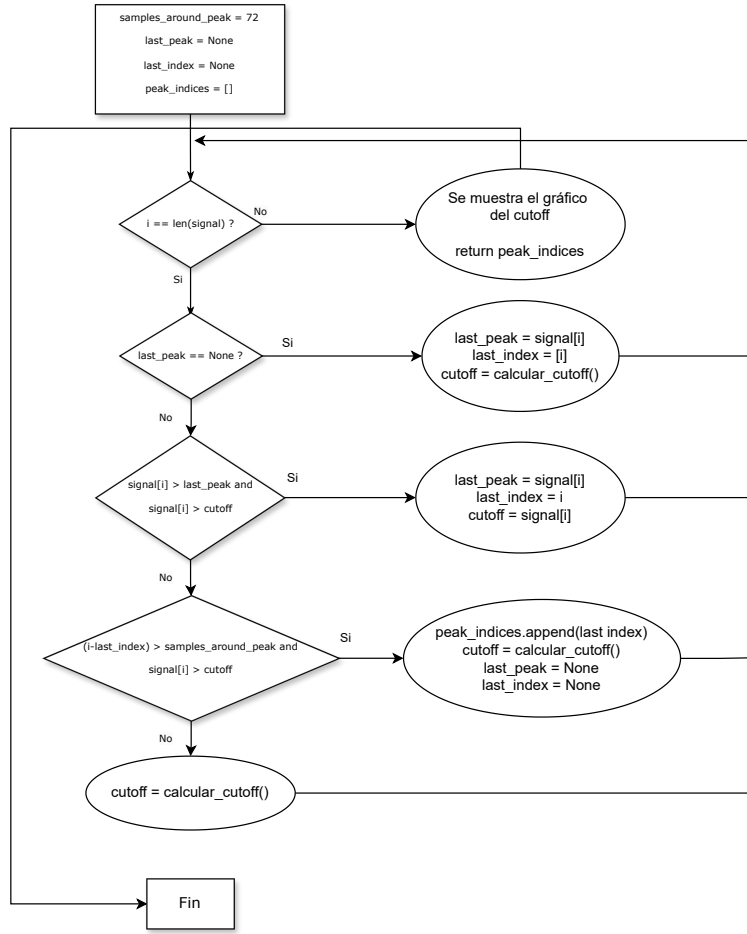 samples_around_peak = 72
last_peak = None
last_index = None
peak_indices = []
i == len(signal) ?
No
Se muestra el gráfico
del cutoff
return peak_indices
Si
last_peak == None ?
Si
last_peak = signal[i]
last_index = [i]
cutoff = calcular_cutoff()
No
signal[i] > last_peak and
signal[i] > cutoff
Si
last_peak = signal[i]
last_index = i
cutoff = signal[i]
No
(i-last_index) > samples_around_peak and
signal[i] > cutoff
Si
peak_indices.append(last index)
cutoff = calcular_cutoff()
last_peak = None
last_index = None
No
cutoff = calcular_cutoff()
Fin